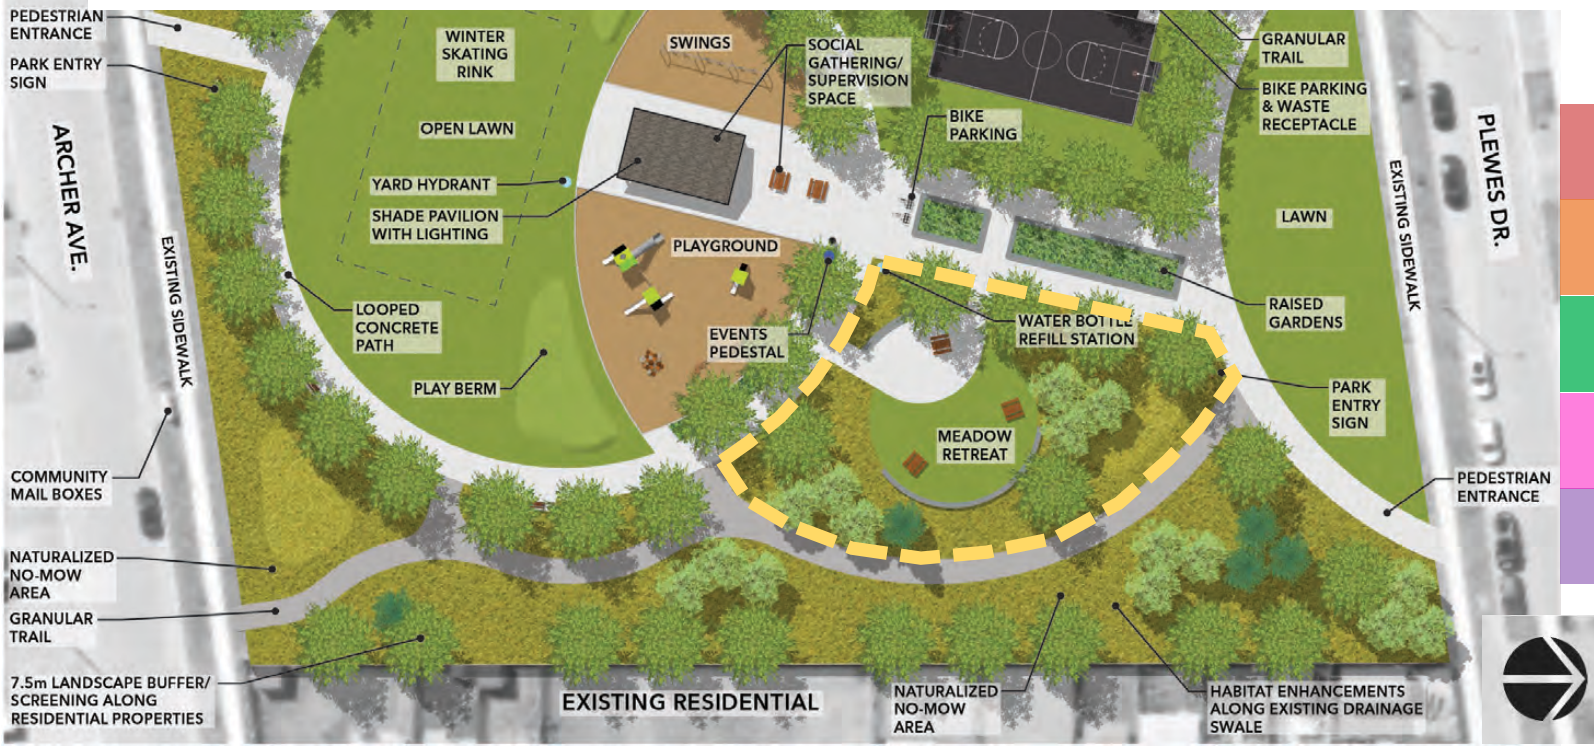 PEDESTRIAN
ENTRANCE
PARK ENTRY
SIGN
ARCHER AVE.
EXISTING SIDEWALK
WINTER
SKATING
RINK
OPEN LAWN
YARD HYDRANT
SHADE PAVILION
WITH LIGHTING
LOOPED
CONCRETE
PATH
PLAY BERM
SWINGS
SOCIAL
GATHERING/
SUPERVISION
SPACE
PLAYGROUND
EVENTS
PEDESTAL
BIKE
PARKING
GRANULAR
TRAIL
BIKE PARKING
& WASTE
RECEPTACLE
LAWN
PLEWES DR.
EXISTING SIDEWALK
RAISED
GARDENS
WATER BOTTLE
REFILL STATION
PARK
ENTRY
SIGN
MEADOW
RETREAT
PEDESTRIAN
ENTRANCE
COMMUNITY
MAIL BOXES
NATURALIZED
NO-MOW
AREA
GRANULAR
TRAIL
7.5m LANDSCAPE BUFFER/
SCREENING ALONG
RESIDENTIAL PROPERTIES
EXISTING RESIDENTIAL
NATURALIZED
NO-MOW
AREA
HABITAT ENHANCEMENTS
ALONG EXISTING DRAINAGE
SWALE